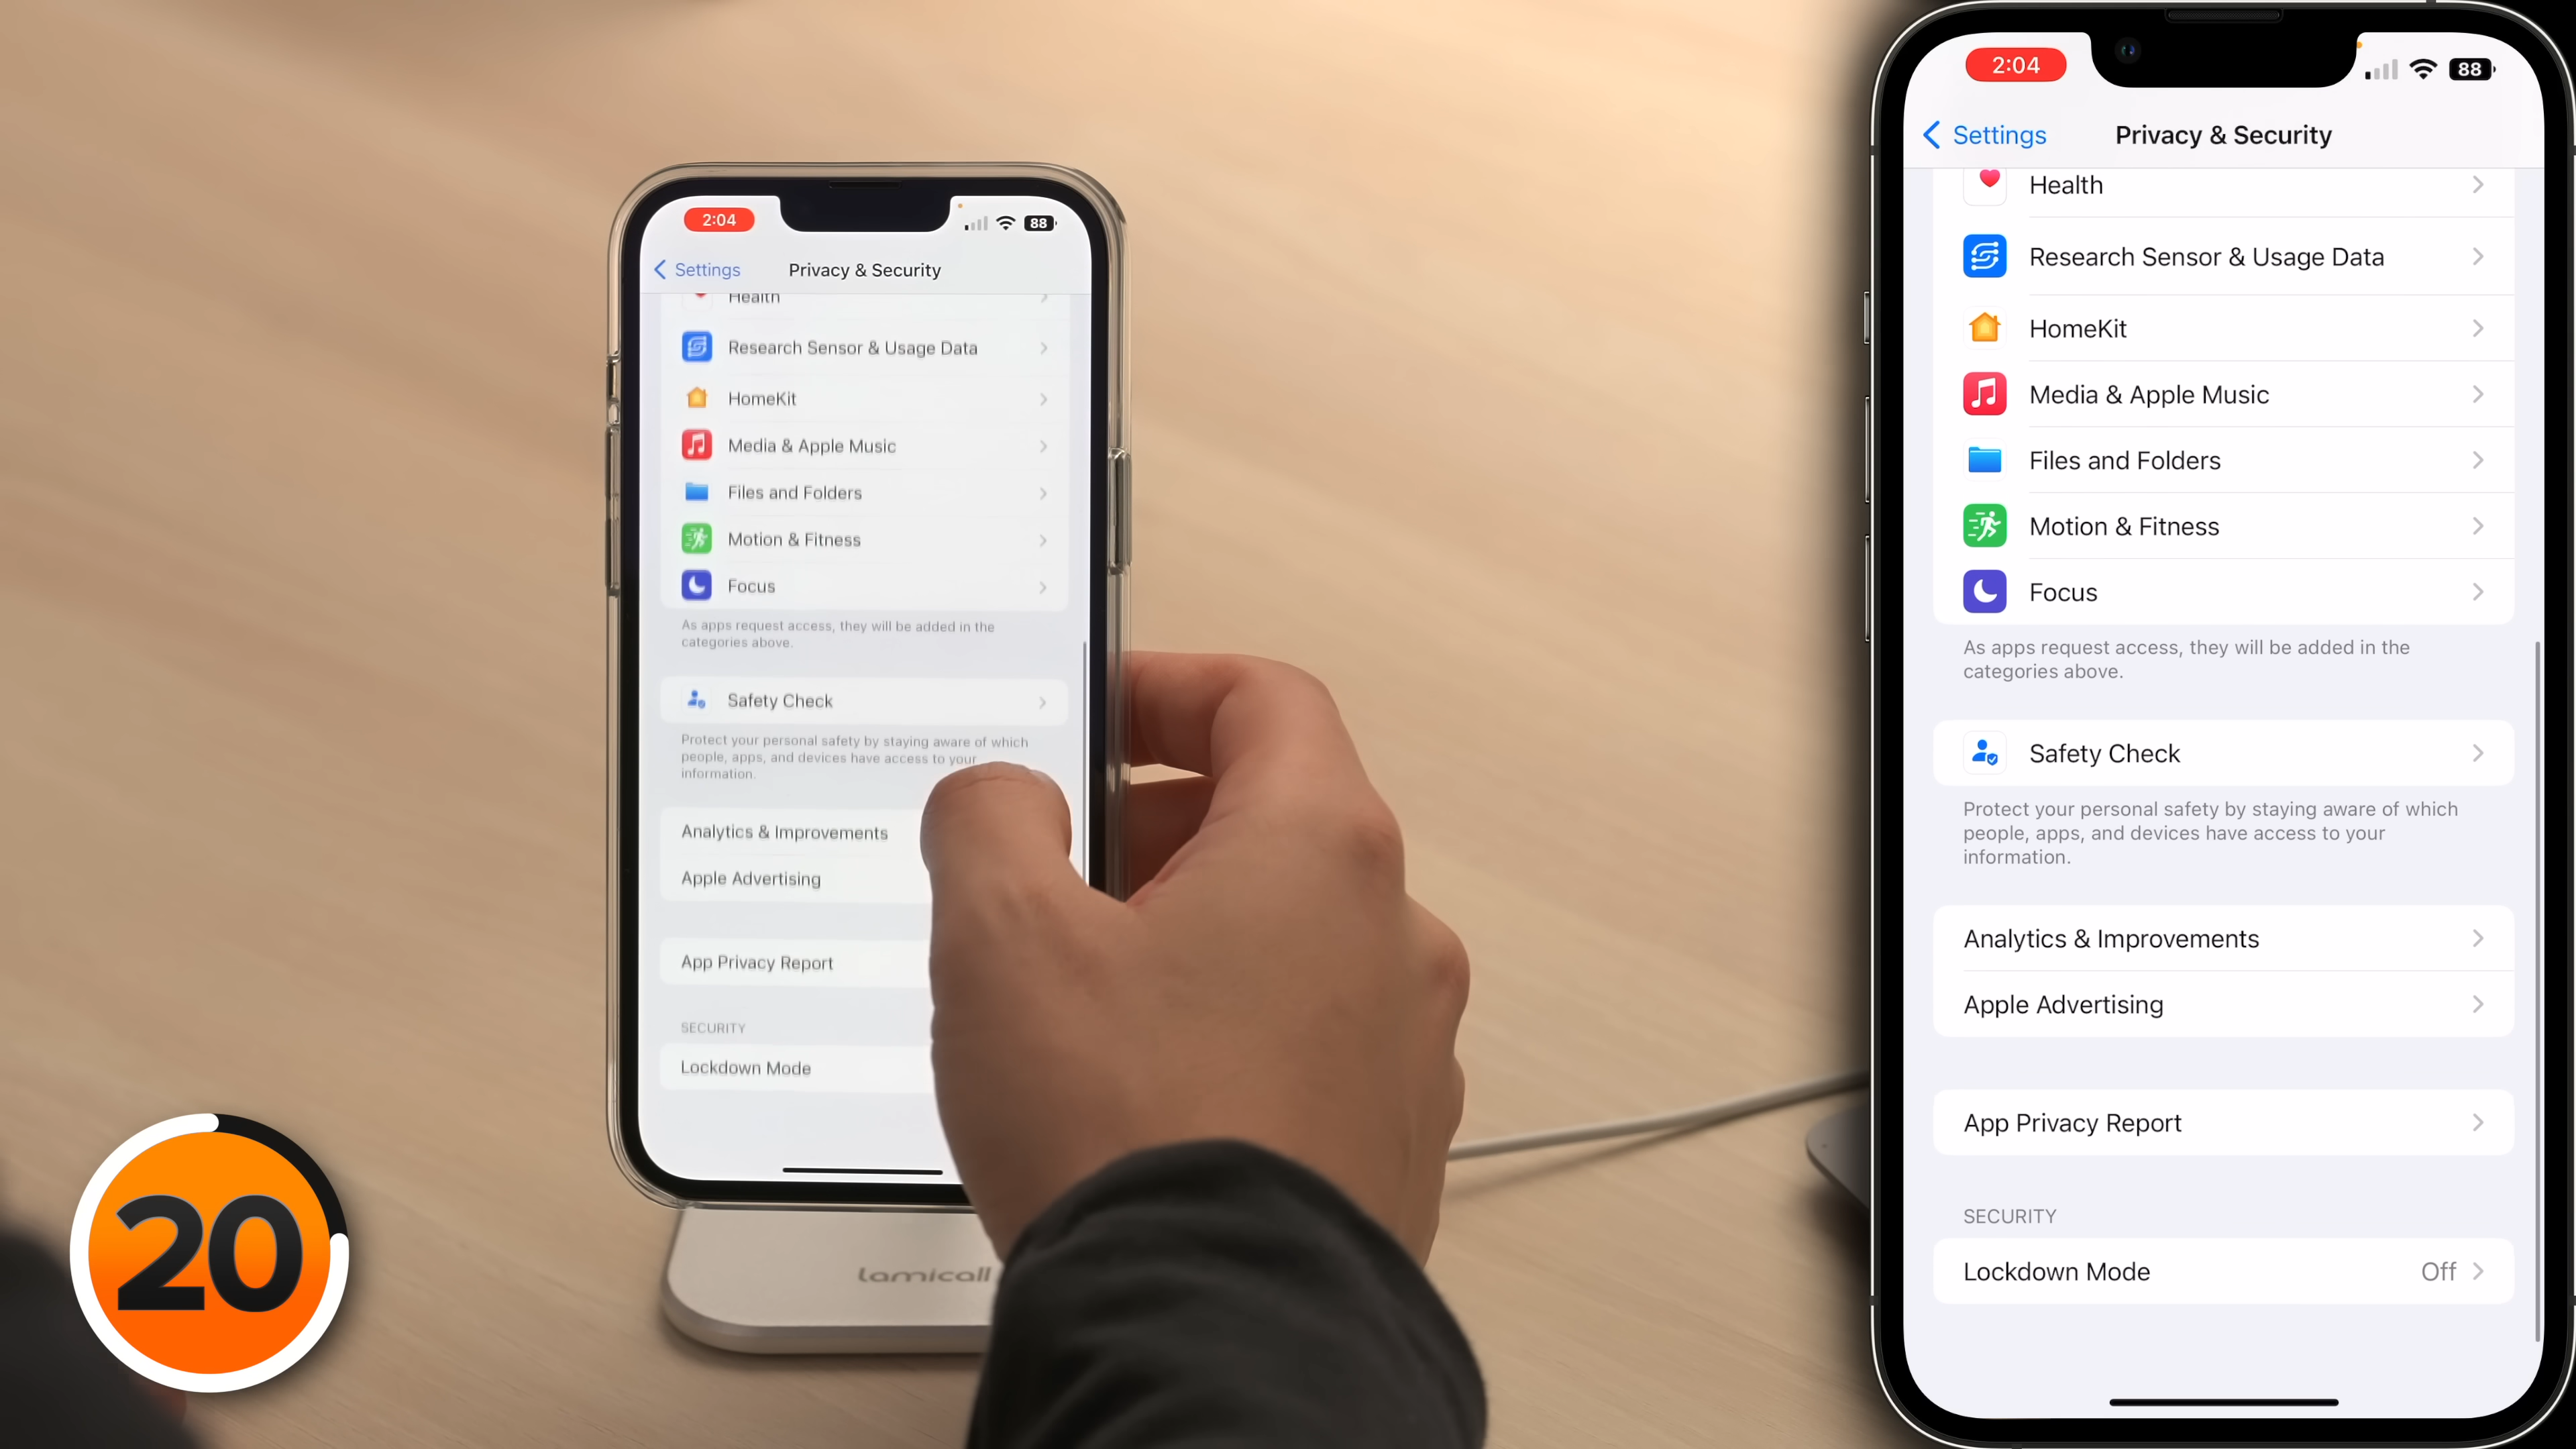 2:04
88
Settings
Privacy & Security
Health
Research Sensor & Usage Data
HomeKit
Media & Apple Music
Files and Folders
Motion & Fitness
Focus
As apps request access, they will be added in the
categories above.
Safety Check
Protect your personal safety by staying aware of which
people, apps, and devices have access to your
information.
Analytics & Improvements
Apple Advertising
App Privacy Report
SECURITY
Lockdown Mode
lamicall
20
2:04
88
Settings
Privacy & Security
Health
Research Sensor & Usage Data
HomeKit
Media & Apple Music
Files and Folders
Motion & Fitness
Focus
As apps request access, they will be added in the
categories above.
Safety Check
Protect your personal safety by staying aware of which
people, apps, and devices have access to your
information.
Analytics & Improvements
Apple Advertising
App Privacy Report
SECURITY
Lockdown Mode
Off